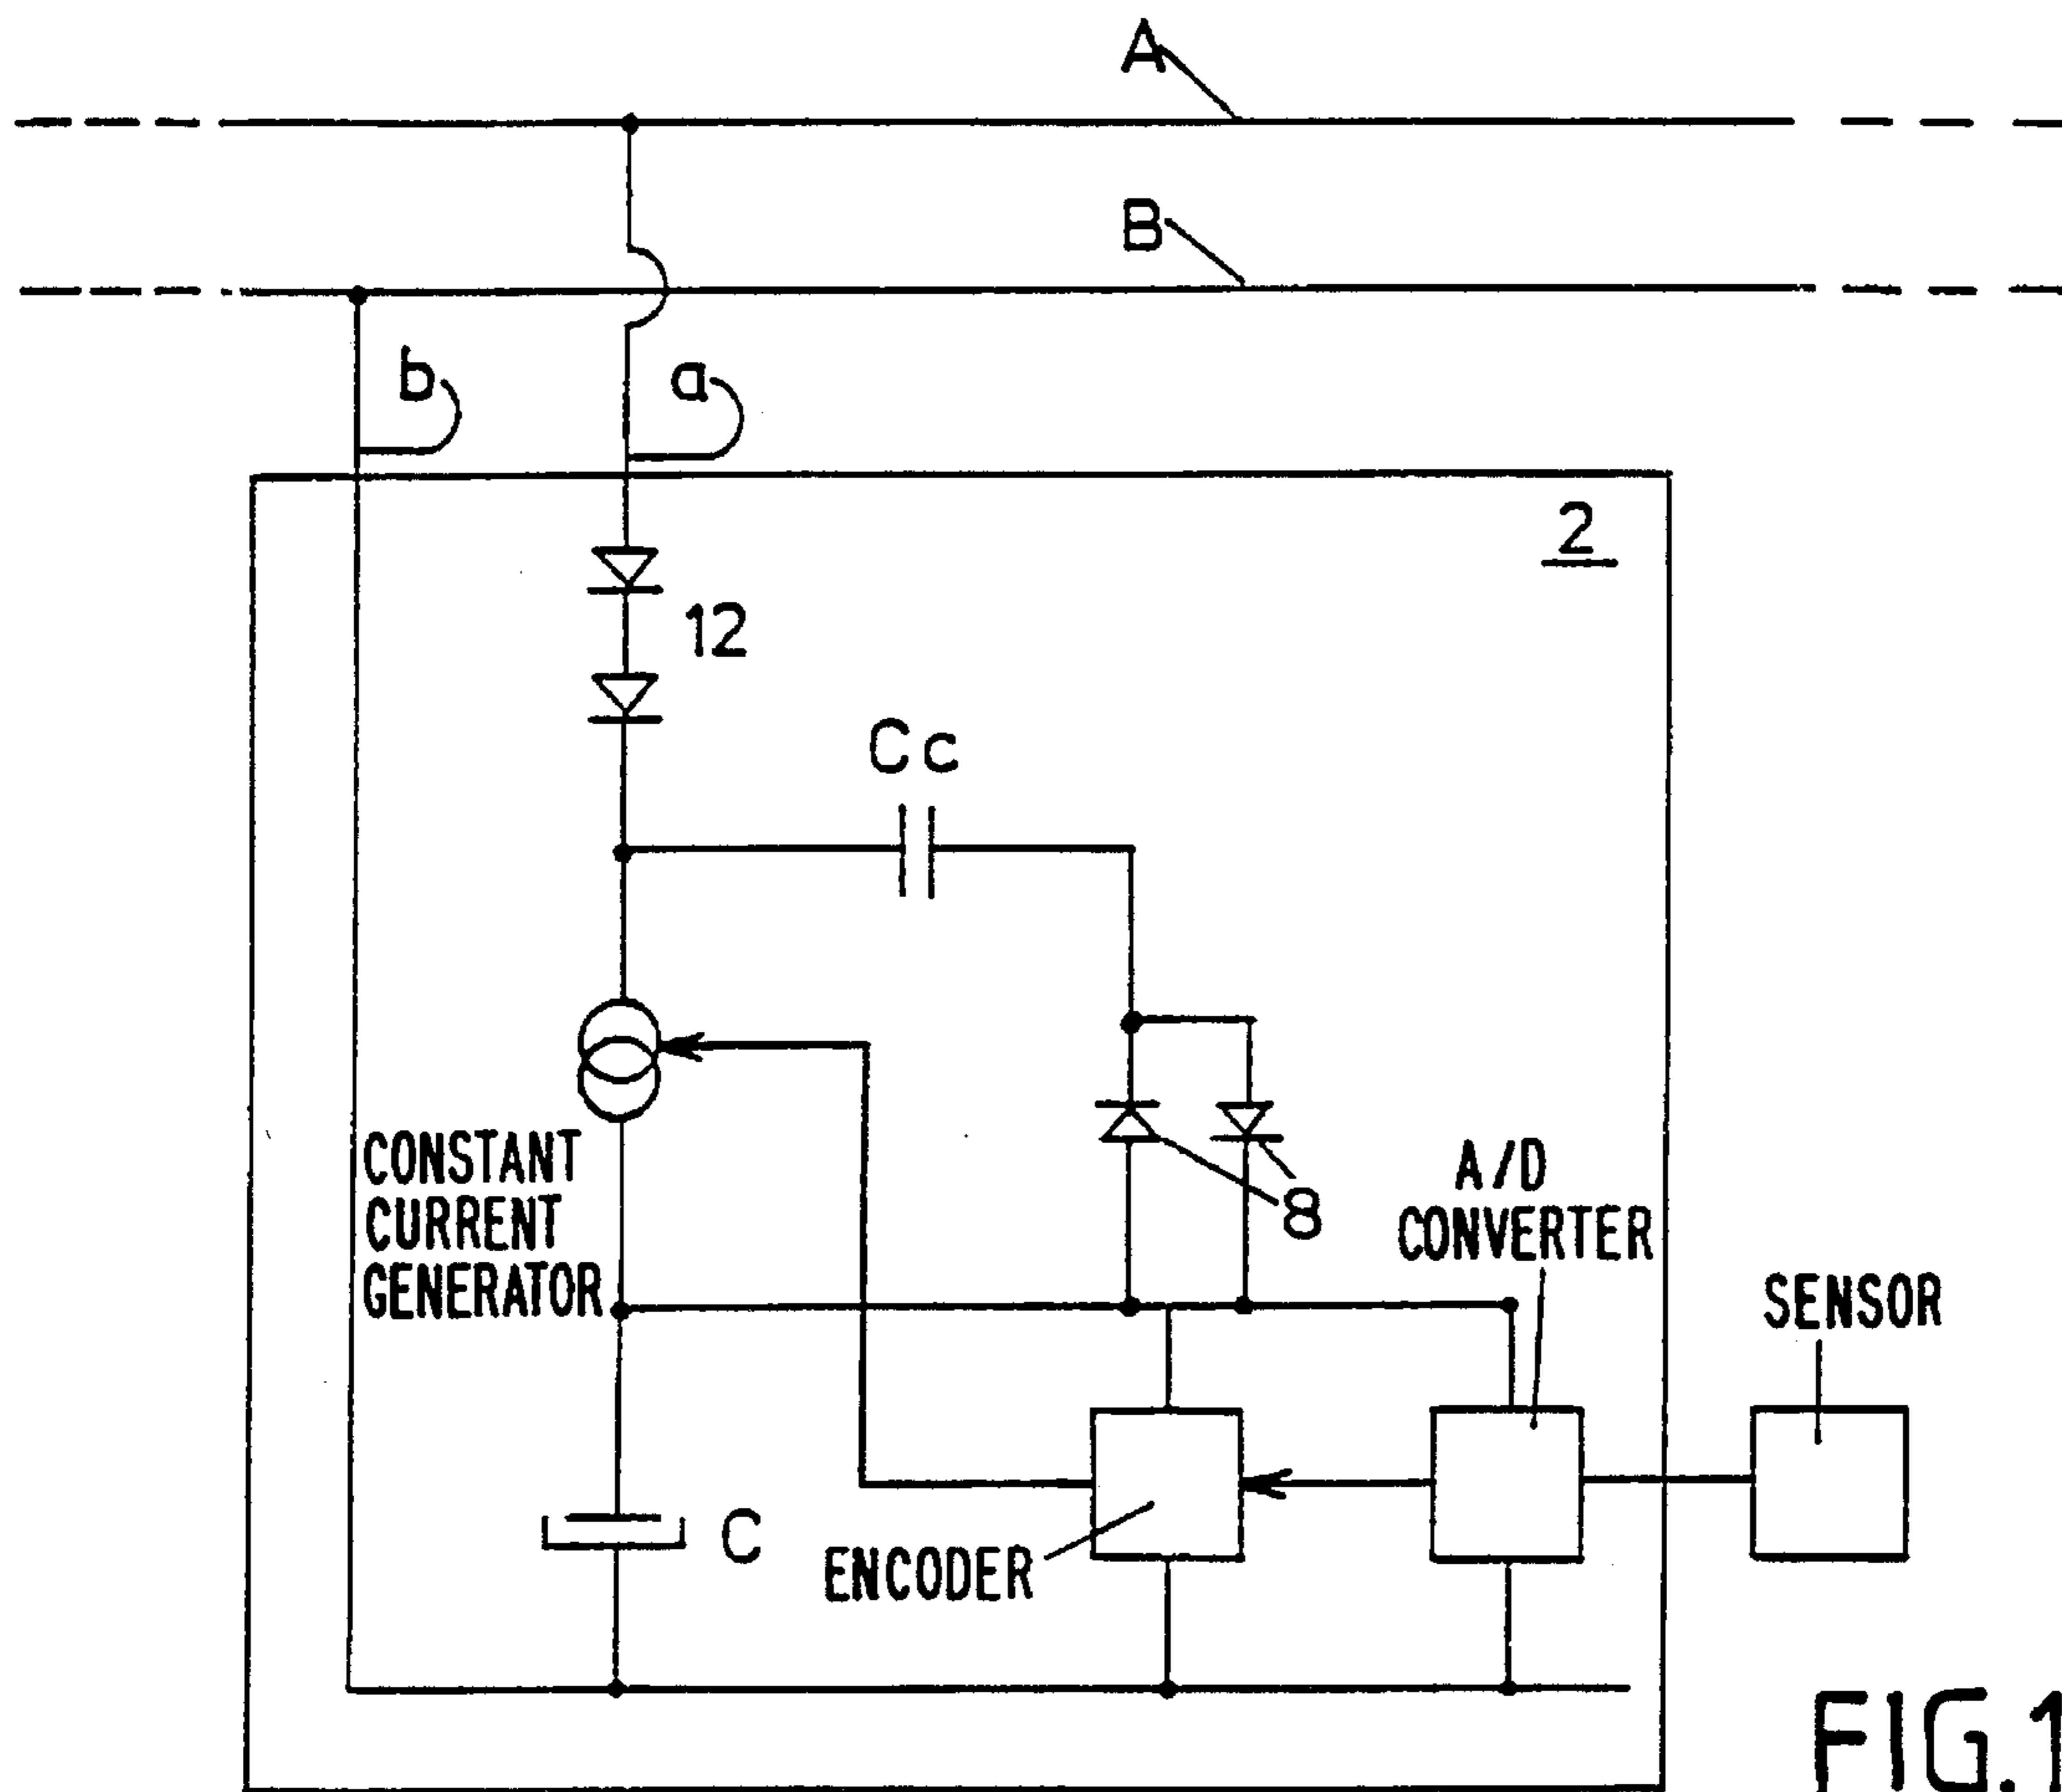 A
B
b
a
2
12
Cc
CONSTANT
CURRENT
GENERATOR
8
A/D
CONVERTER
SENSOR
C
ENCODER
FIG.1